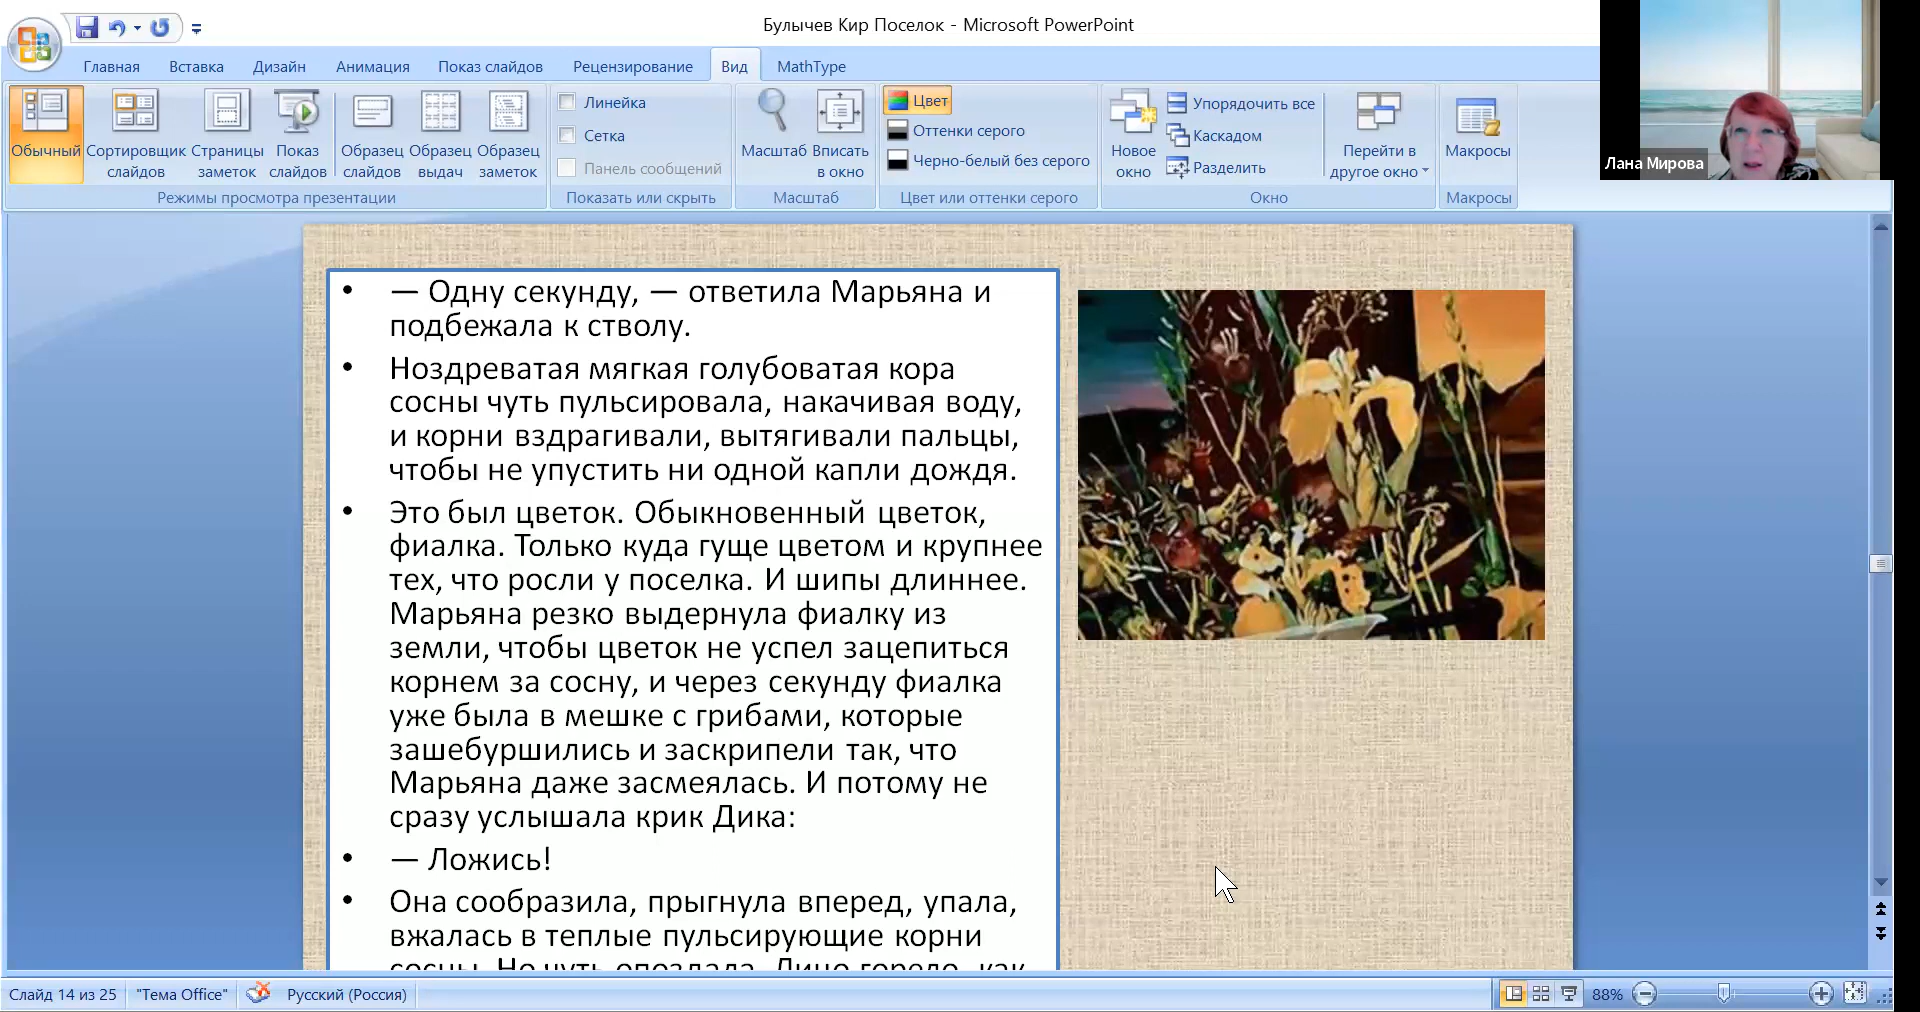 Булычев Кир Поселок - Microsoft PowerPoint
Главная Вставка Дизайн Анимация Показ слайдов Рецензирование Вид MathType
Обычный
Сортировщик слайдов
Страницы заметок
Показ слайдов
Образец слайдов
Образец выдач
Образец заметок
Режимы просмотра презентации
Линейка
Сетка
Панель сообщений
Показать или скрыть
Масштаб
Вписать в окно
Масштаб
Цвет
Оттенки серого
Черно-белый без серого
Цвет или оттенки серого
Новое окно
Упорядочить все
Каскадом
Разделить
Перейти в другое окно
Окно
Макросы
Макросы
Лана Мирова
• — Одну секунду, — ответила Марьяна и
подбежала к стволу.
• Ноздреватая мягкая голубоватая кора
сосны чуть пульсировала, накачивая воду,
и корни вздрагивали, вытягивали пальцы,
чтобы не упустить ни одной капли дождя.
• Это был цветок. Обыкновенный цветок,
фиалка. Только куда гуще цветом и крупнее
тех, что росли у поселка. И шипы длиннее.
Марьяна резко выдернула фиалку из
земли, чтобы цветок не успел зацепиться
корнем за сосну, и через секунду фиалка
уже была в мешке с грибами, которые
зашебуршились и заскрипели так, что
Марьяна даже засмеялась. И потому не
сразу услышала крик Дика:
• — Ложись!
• Она сообразила, прыгнула вперед, упала,
вжалась в теплые пульсирующие корни
сосны. Но чуть опоздала. Лицо горело, как
Слайд 14 из 25 "Тема Office" Русский (Россия) 88%